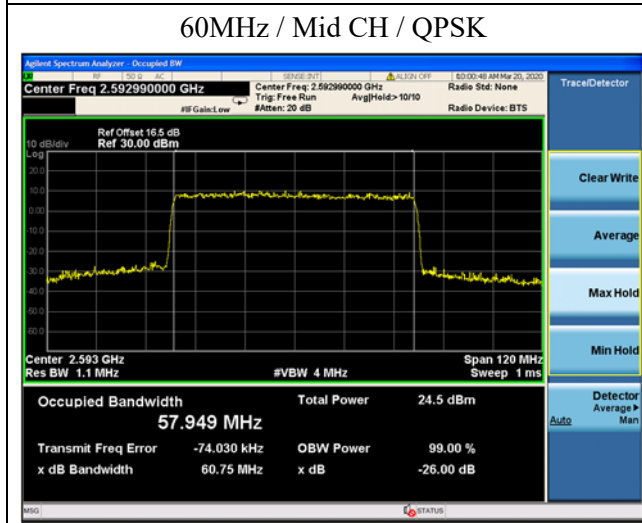 60MHz / Mid CH / QPSK
Agilent Spectrum Analyzer - Occupied BW
RF 50 Ω AC SENSE:INT ALIGN OFF 10:00:48 AM Mar 20, 2020
Center Freq 2.592990000 GHz
Center Freq: 2.592990000 GHz
Radio Std: None
Trig: Free Run Avg|Hold:> 10/10
#IFGain:Low #Atten: 20 dB Radio Device: BTS
Trace/Detector
Ref Offset 16.5 dB
10 dB/div Ref 30.00 dBm
Log
20.0
10.0
0.00
-10.0
-20.0
-30.0
-40.0
-50.0
-60.0
Center 2.593 GHz Span 120 MHz
Res BW 1.1 MHz #VBW 4 MHz Sweep 1 ms
Occupied Bandwidth Total Power 24.5 dBm
57.949 MHz
Transmit Freq Error -74.030 kHz OBW Power 99.00 %
x dB Bandwidth 60.75 MHz x dB -26.00 dB
Clear Write
Average
Max Hold
Min Hold
Detector
Average
Auto Man
MSG STATUS